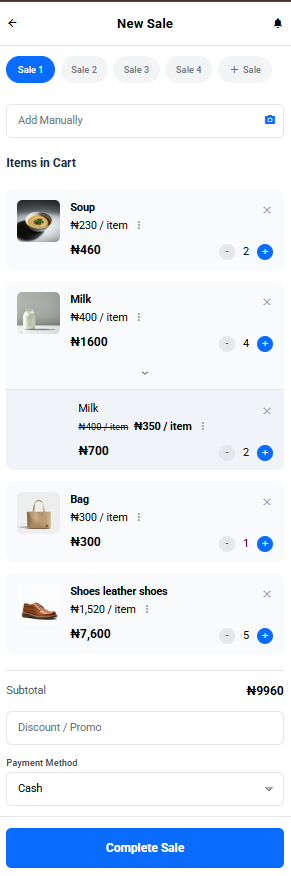 New Sale
Sale 1 Sale 2 Sale 3 Sale 4 + Sale
Add Manually
Items in Cart
Soup
₦230 / item
₦460
- 2 +
Milk
₦400 / item
₦1600
- 4 +
Milk
₦400 / item ₦350 / item
₦700
- 2 +
Bag
₦300 / item
₦300
- 1 +
Shoes leather shoes
₦1,520 / item
₦7,600
- 5 +
Subtotal ₦9960
Discount / Promo
Payment Method
Cash
Complete Sale